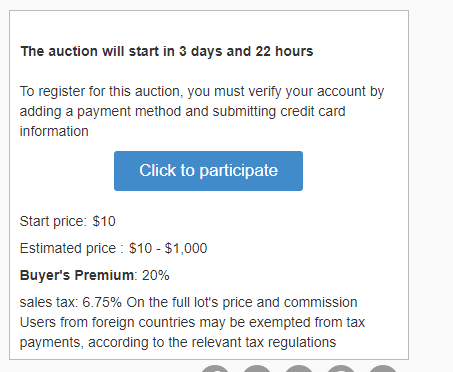 The auction will start in 3 days and 22 hours
To register for this auction, you must verify your account by
adding a payment method and submitting credit card
information
Click to participate
Start price: $10
Estimated price : $10 - $1,000
Buyer's Premium: 20%
sales tax: 6.75% On the full lot's price and commission
Users from foreign countries may be exempted from tax
payments, according to the relevant tax regulations